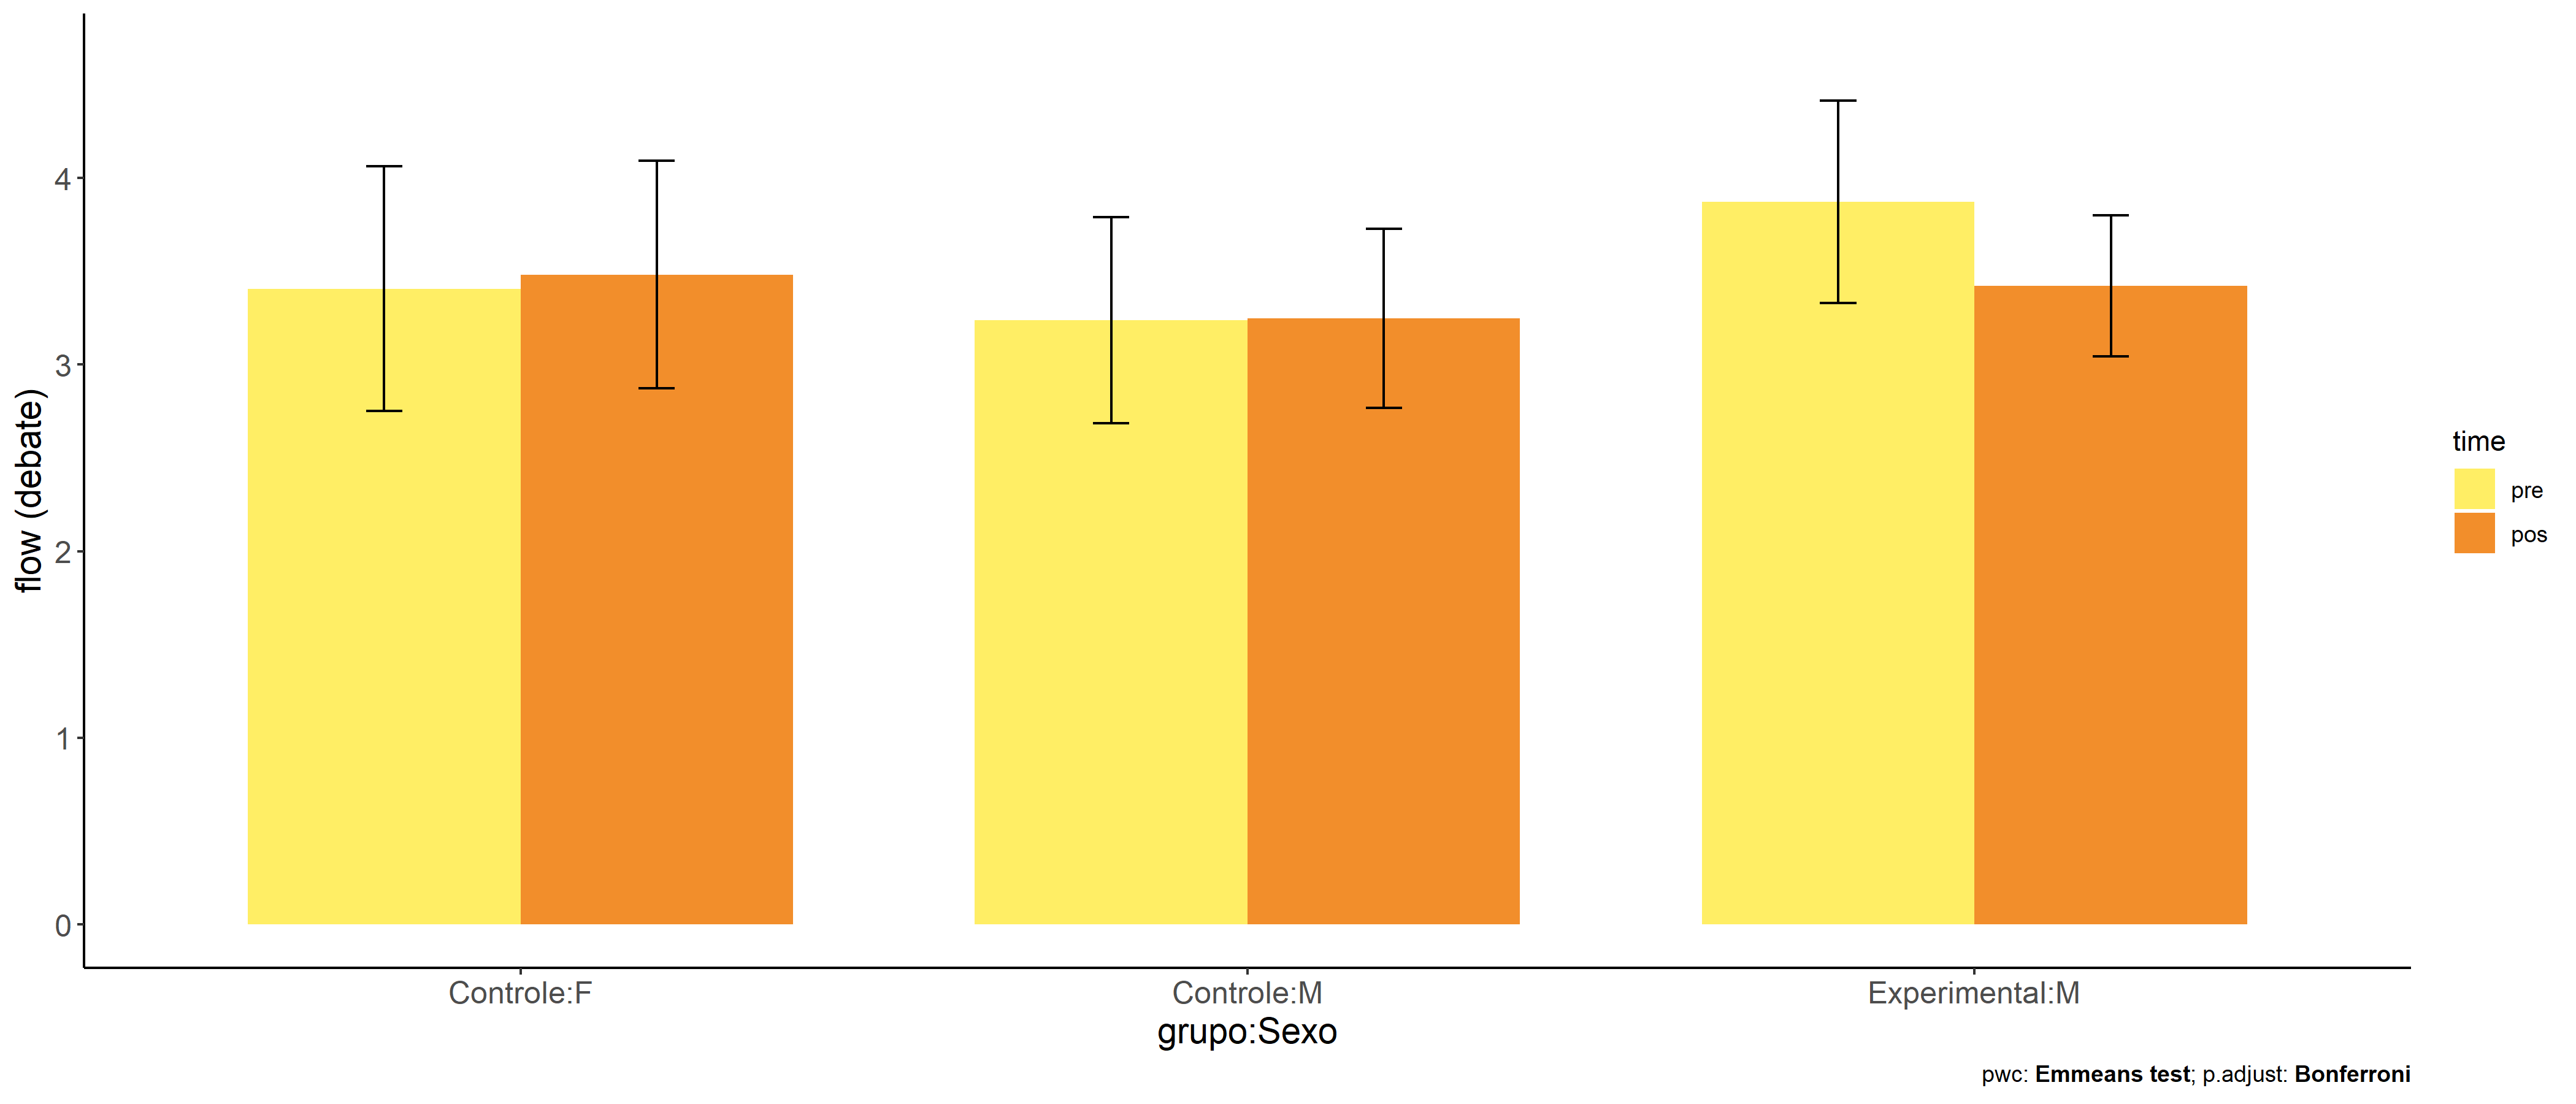 flow (debate)
4
3
2
1
0
Controle:F
Controle:M
Experimental:M
grupo:Sexo
time
pre
pos
pwc: Emmeans test; p.adjust: Bonferroni